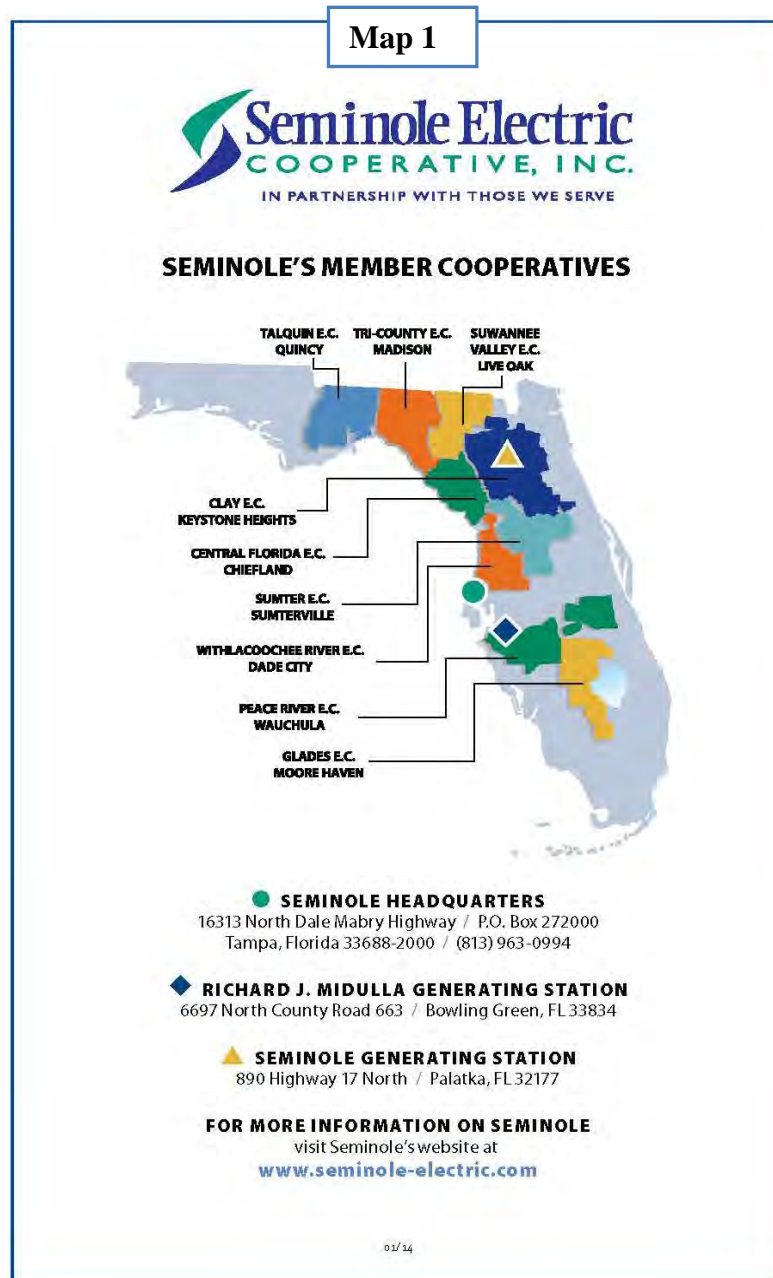 Map 1
Seminole Electric
COOPERATIVE, INC.
IN PARTNERSHIP WITH THOSE WE SERVE
SEMINOLE'S MEMBER COOPERATIVES
TALQUIN E.C.
QUINCY
TRI-COUNTY E.C.
MADISON
SUWANNEE
VALLEY E.C.
LIVE OAK
CLAY E.C.
KEYSTONE HEIGHTS
CENTRAL FLORIDA E.C.
CHIEFLAND
SUMTER E.C.
SUMTERVILLE
WITHLACOOCHEE RIVER E.C.
DADE CITY
PEACE RIVER E.C.
WAUCHULA
GLADES E.C.
MOORE HAVEN
SEMINOLE HEADQUARTERS
16313 North Dale Mabry Highway / P.O. Box 272000
Tampa, Florida 33688-2000 / (813) 963-0994
RICHARD J. MIDULLA GENERATING STATION
6697 North County Road 663 / Bowling Green, FL 33834
SEMINOLE GENERATING STATION
890 Highway 17 North / Palatka, FL 32177
FOR MORE INFORMATION ON SEMINOLE
visit Seminole's website at
www.seminole-electric.com
01/14